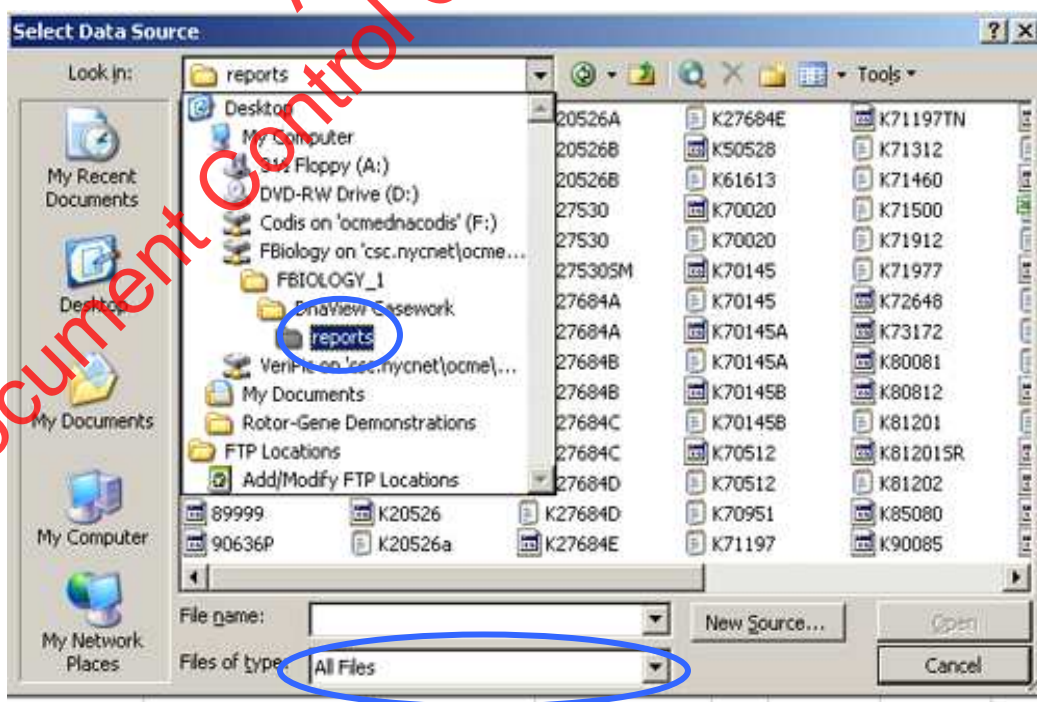 Document Control
Select Data Source
Look in:
reports
Tools
My Recent
Documents
Desktop
My Documents
My Computer
My Network
Places
Desktop
My Computer
3½ Floppy (A:)
DVD-RW Drive (D:)
Codis on 'ocmednacodis' (F:)
FBiology on 'csc.nycnet\ocme...
FBIOLOGY_1
DnaView Casework
reports
VeriFic on 'csc.nycnet\ocme\...
My Documents
Rotor-Gene Demonstrations
FTP Locations
Add/Modify FTP Locations
89999
90636P
K20526
K20526a
20526A
20526B
20526B
27530
27530
27530SM
27684A
27684A
27684B
27684B
27684C
27684C
27684D
K27684D
K27684E
K27684E
K50528
K61613
K70020
K70020
K70145
K70145
K70145A
K70145A
K70145B
K70145B
K70512
K70512
K70951
K71197
K71197TN
K71312
K71460
K71500
K71912
K71977
K72648
K73172
K80081
K80812
K81201
K81201SR
K81202
K85080
K90085
File name:
New Source...
Open
Files of type:
All Files
Cancel